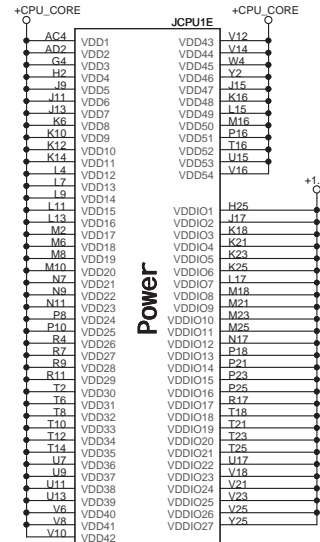 +CPU_CORE +CPU_CORE
JCPU1E
AC4 VDD1 VDD43 V12
AD2 VDD2 VDD44 V14
G4 VDD3 VDD45 W4
H2 VDD4 VDD46 Y2
J9 VDD5 VDD47 J15
J11 VDD6 VDD48 K16
J13 VDD7 VDD49 L15
K6 VDD8 VDD50 M16
K10 VDD9 VDD51 P16
K12 VDD10 VDD52 T16
K14 VDD11 VDD53 U15
L4 VDD12 VDD54 V16
L7 VDD13
+1.
L9 VDD14
L11 VDD15 VDDIO1 H25
L13 VDD16 VDDIO2 J17
M2 VDD17 VDDIO3 K18
M6 VDD18 VDDIO4 K21
M8 VDD19 VDDIO5 K23
M10 VDD20 VDDIO6 K25
N7 VDD21 VDDIO7 L17
N9 VDD22 VDDIO8 M18
N11 VDD23 VDDIO9 M21
P8 VDD24 VDDIO10 M23
P10 VDD25 VDDIO11 M25
R4 VDD26 VDDIO12 N17
R7 VDD27 VDDIO13 P18
R9 VDD28 VDDIO14 P21
R11 VDD29 VDDIO15 P23
T2 VDD30 VDDIO16 P25
T6 VDD31 VDDIO17 R17
T8 VDD32 VDDIO18 T18
T10 VDD33 VDDIO19 T21
T12 VDD34 VDDIO20 T23
T14 VDD35 VDDIO21 T25
U7 VDD36 VDDIO22 U17
U9 VDD37 VDDIO23 V18
U11 VDD38 VDDIO24 V21
U13 VDD39 VDDIO25 V23
V6 VDD40 VDDIO26 V25
V8 VDD41 VDDIO27 Y25
V10 VDD42
Power